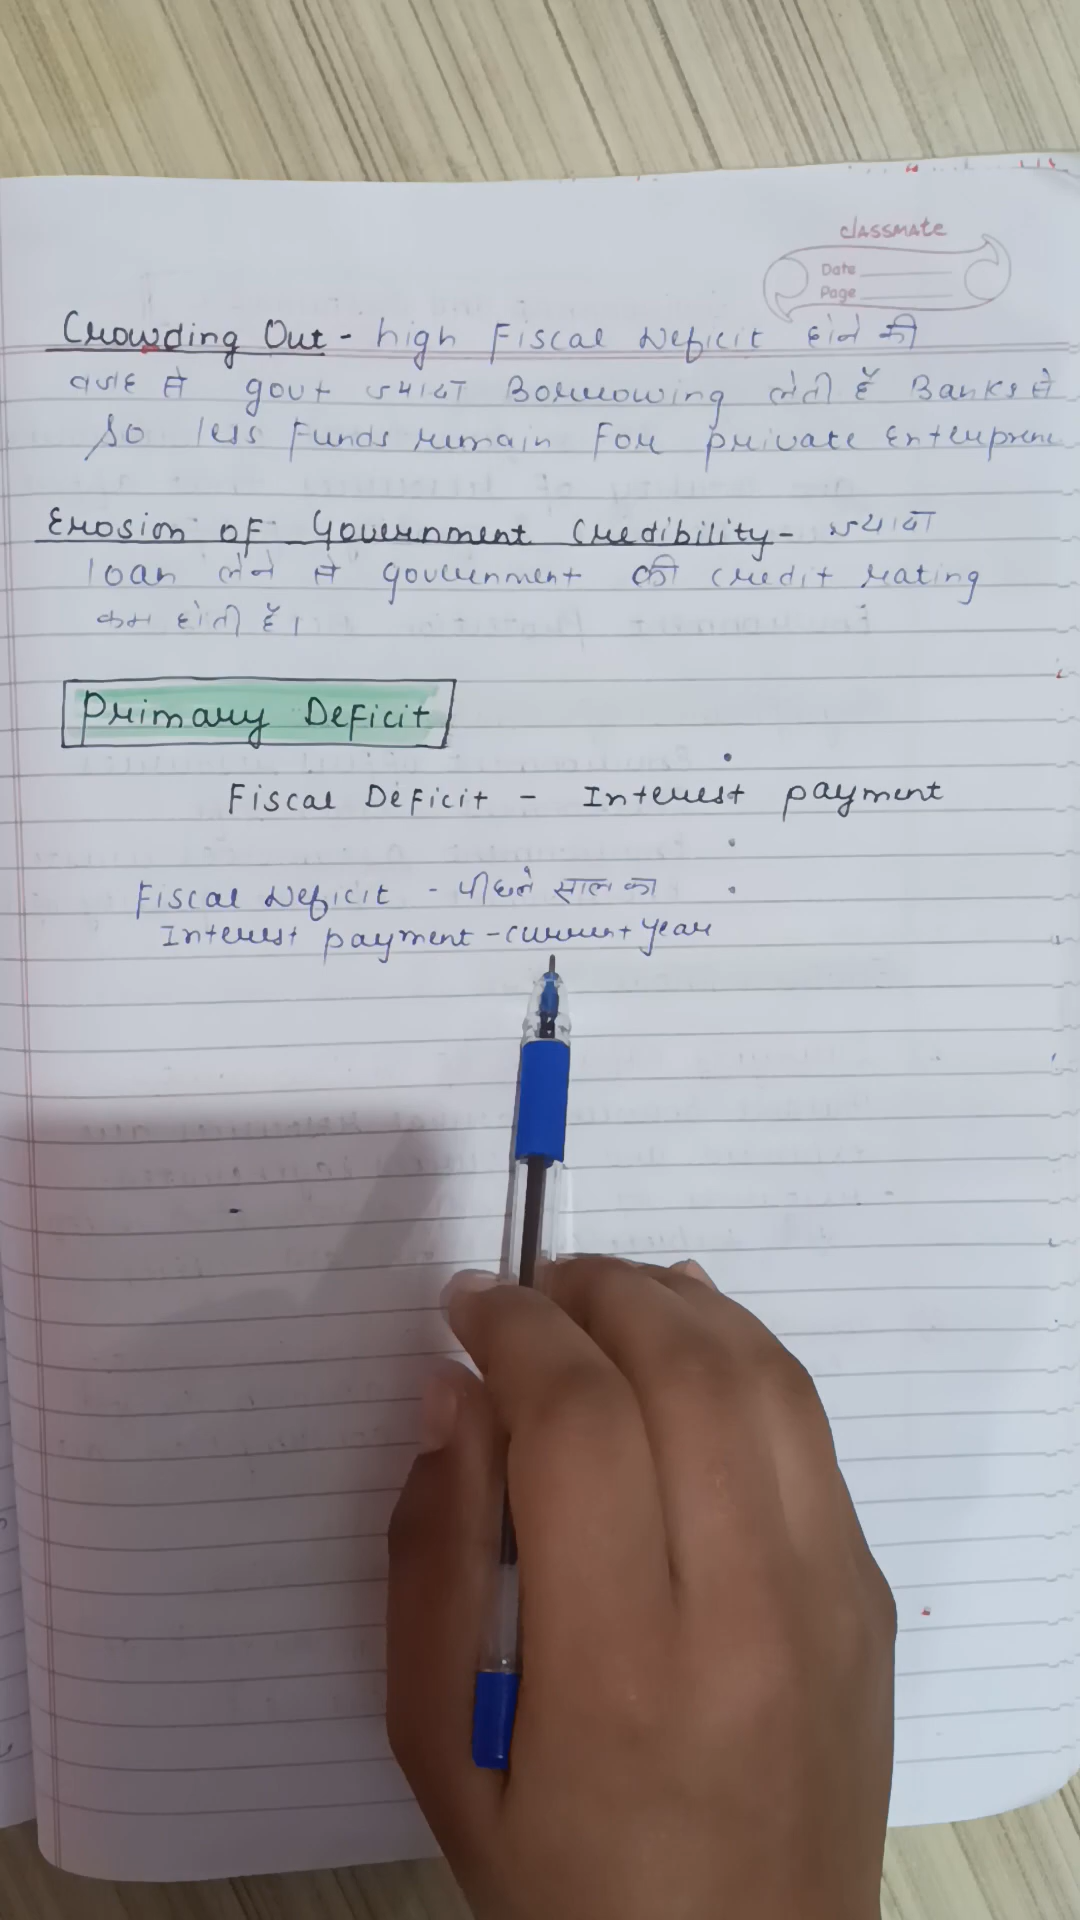 classmate
Date
Page
Crowding Out - high Fiscal Deficit होने की
वजह से govt ज्यादा Borrowing लेती है Banks से
So less Funds remain For private Enterpren
Erosion of Government Credibility - ज्यादा
loan लेने से government की credit rating
कम होती है।
Primary Deficit
Fiscal Deficit - Interest payment
Fiscal Deficit - पीछले साल का
Interest payment - current year